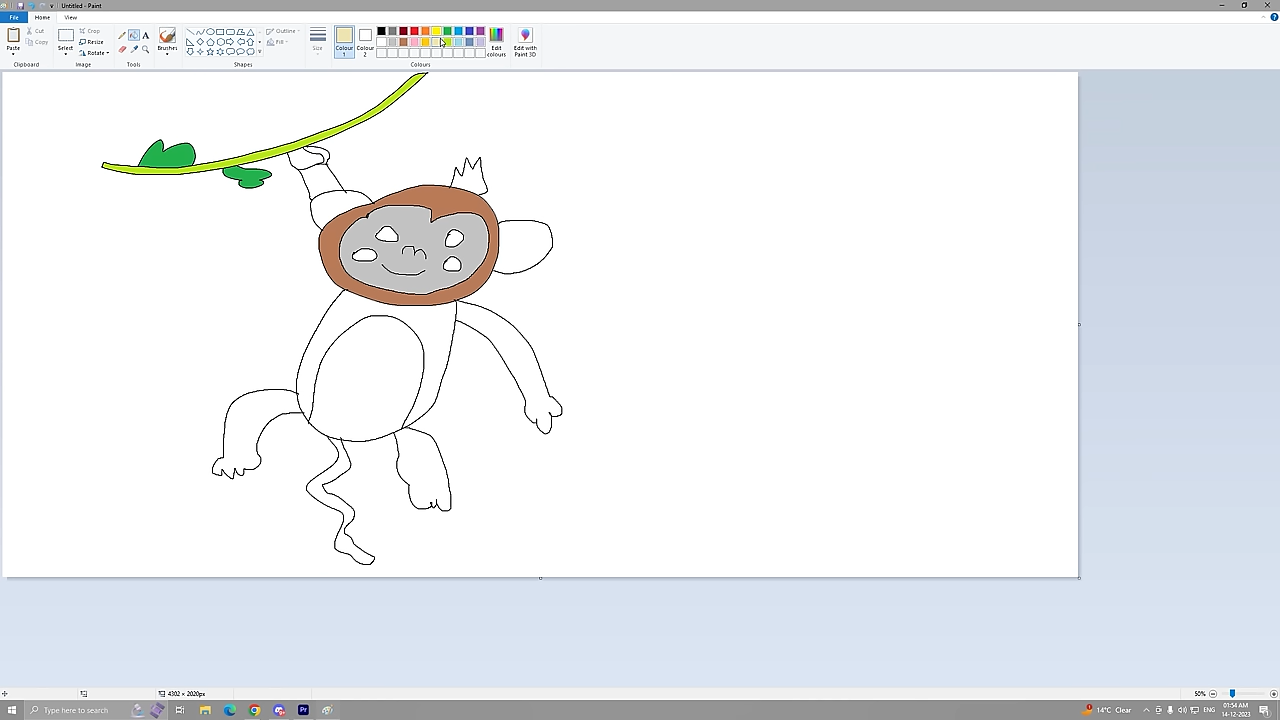 Untitled - Paint
File
Home
View
Paste
Cut
Copy
Clipboard
Select
Crop
Resize
Rotate
Image
A
Tools
Brushes
Outline
Fill
Shapes
Size
Colour 1
Colour 2
Edit colours
Edit with Paint 3D
Colours
4302 × 2020px
50%
Type here to search
Pr
14°C Clear
ENG
01:54 AM
14-12-2023